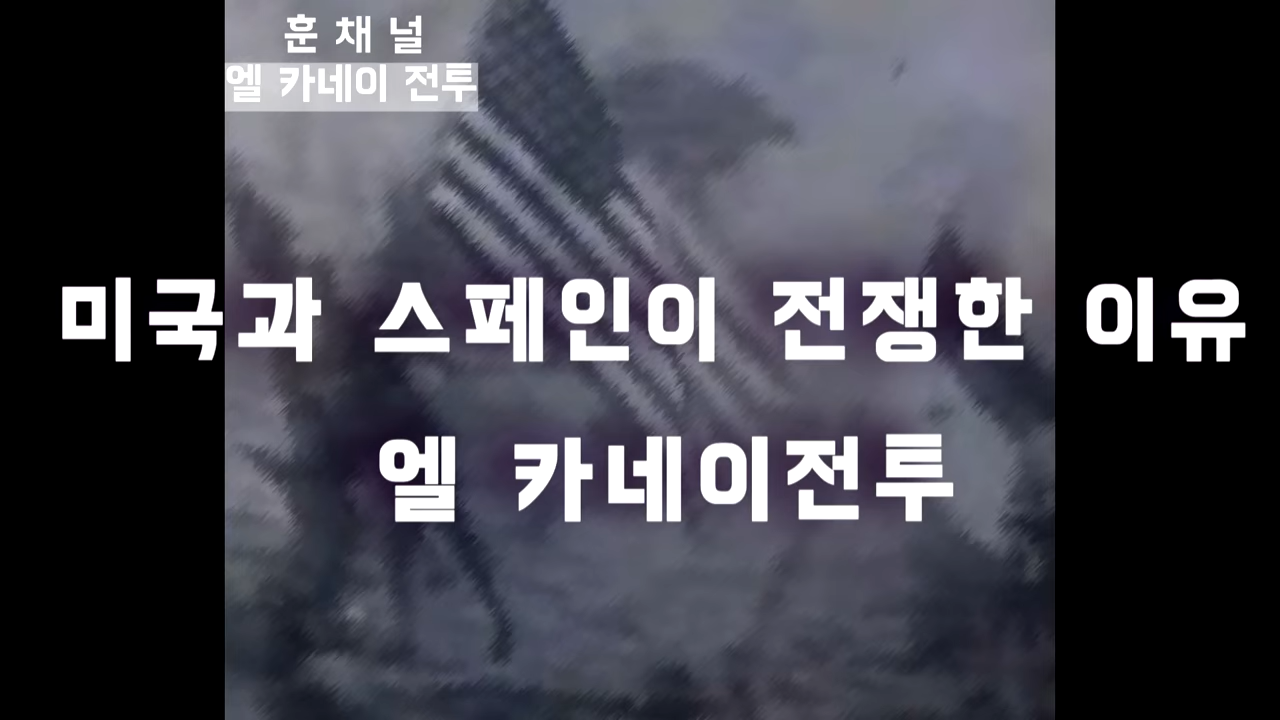 훈 채 널
엘 카네이 전투
미국과 스페인이 전쟁한 이유
엘 카네이전투